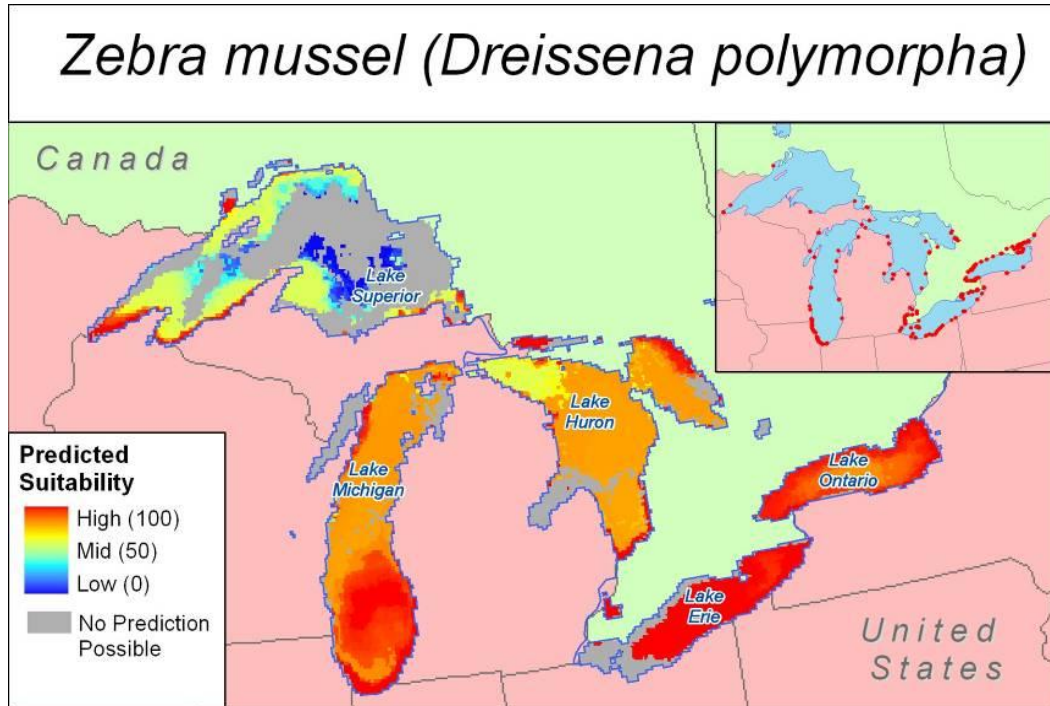 Zebra mussel (Dreissena polymorpha)
Canada
Lake
Superior
Lake
Huron
Lake
Michigan
Lake
Ontario
Lake
Erie
United
States
Predicted
Suitability
High (100)
Mid (50)
Low (0)
No Prediction
Possible